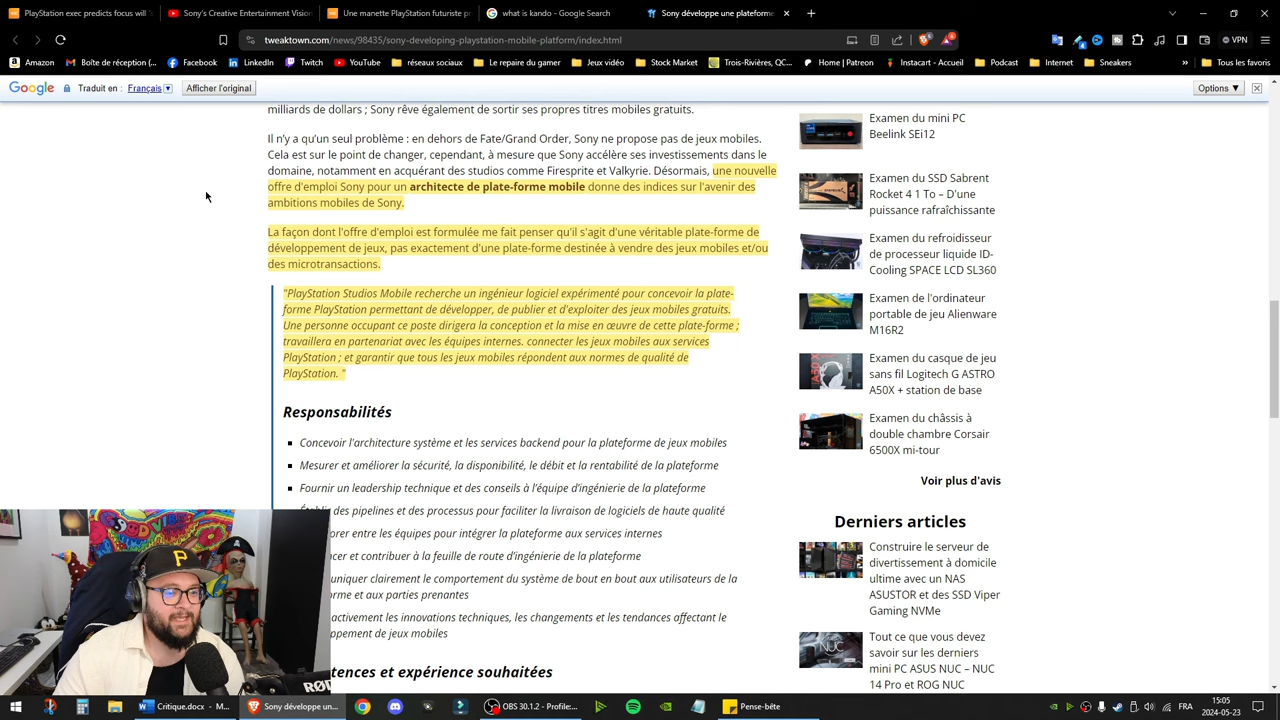 PlayStation exec predicts focus will
Sony's Creative Entertainment Vision
Une manette PlayStation futuriste pr
what is kando - Google Search
Sony développe une plateforme
tweaktown.com/news/98435/sony-developing-playstation-mobile-platform/index.html
VPN
Amazon
Boîte de réception (...
Facebook
LinkedIn
Twitch
YouTube
réseaux sociaux
Le repaire du gamer
Jeux vidéo
Stock Market
Trois-Rivières, QC...
Home | Patreon
Instacart - Accueil
Podcast
Internet
Sneakers
Tous les favoris
Google
Traduit en : Français
Afficher l'original
Options ▼
milliards de dollars ; Sony rêve également de sortir ses propres titres mobiles gratuits.
Il n'y a qu'un seul problème : en dehors de Fate/Grand Order, Sony ne propose pas de jeux mobiles.
Cela est sur le point de changer, cependant, à mesure que Sony accélère ses investissements dans le
domaine, notamment en acquérant des studios comme Firesprite et Valkyrie. Désormais, une nouvelle
offre d'emploi Sony pour un architecte de plate-forme mobile donne des indices sur l'avenir des
ambitions mobiles de Sony.
La façon dont l'offre d'emploi est formulée me fait penser qu'il s'agit d'une véritable plate-forme de
développement de jeux, pas exactement d'une plate-forme destinée à vendre des jeux mobiles et/ou
des microtransactions.
"PlayStation Studios Mobile recherche un ingénieur logiciel expérimenté pour concevoir la plate-
forme PlayStation permettant de développer, de publier et d'exploiter des jeux mobiles gratuits.
Une personne occupant ce poste dirigera la conception et la mise en œuvre de cette plate-forme ;
travaillera en partenariat avec les équipes internes. connecter les jeux mobiles aux services
PlayStation ; et garantir que tous les jeux mobiles répondent aux normes de qualité de
PlayStation. "
Responsabilités
Concevoir l'architecture système et les services backend pour la plateforme de jeux mobiles
Mesurer et améliorer la sécurité, la disponibilité, le débit et la rentabilité de la plateforme
Fournir un leadership technique et des conseils à l'équipe d'ingénierie de la plateforme
des pipelines et des processus pour faciliter la livraison de logiciels de haute qualité
orer entre les équipes pour intégrer la plateforme aux services internes
ncer et contribuer à la feuille de route d'ingénierie de la plateforme
uniquer clairement le comportement du système de bout en bout aux utilisateurs de la
orme et aux parties prenantes
activement les innovations techniques, les changements et les tendances affectant le
oppement de jeux mobiles
tences et expérience souhaitées
Examen du mini PC
Beelink SEi12
Examen du SSD Sabrent
Rocket 4 1 To – D'une
puissance rafraîchissante
Examen du refroidisseur
de processeur liquide ID-
Cooling SPACE LCD SL360
Examen de l'ordinateur
portable de jeu Alienware
M16R2
Examen du casque de jeu
sans fil Logitech G ASTRO
A50X + station de base
Examen du châssis à
double chambre Corsair
6500X mi-tour
Voir plus d'avis
Derniers articles
Construire le serveur de
divertissement à domicile
ultime avec un NAS
ASUSTOR et des SSD Viper
Gaming NVMe
Tout ce que vous devez
savoir sur les derniers
mini PC ASUS NUC – NUC
14 Pro et ROG NUC
P
RØD
Critique.docx - M...
Sony développe un...
OBS 30.1.2 - Profile:...
Pense-bête
FR
15:05
2024-05-23